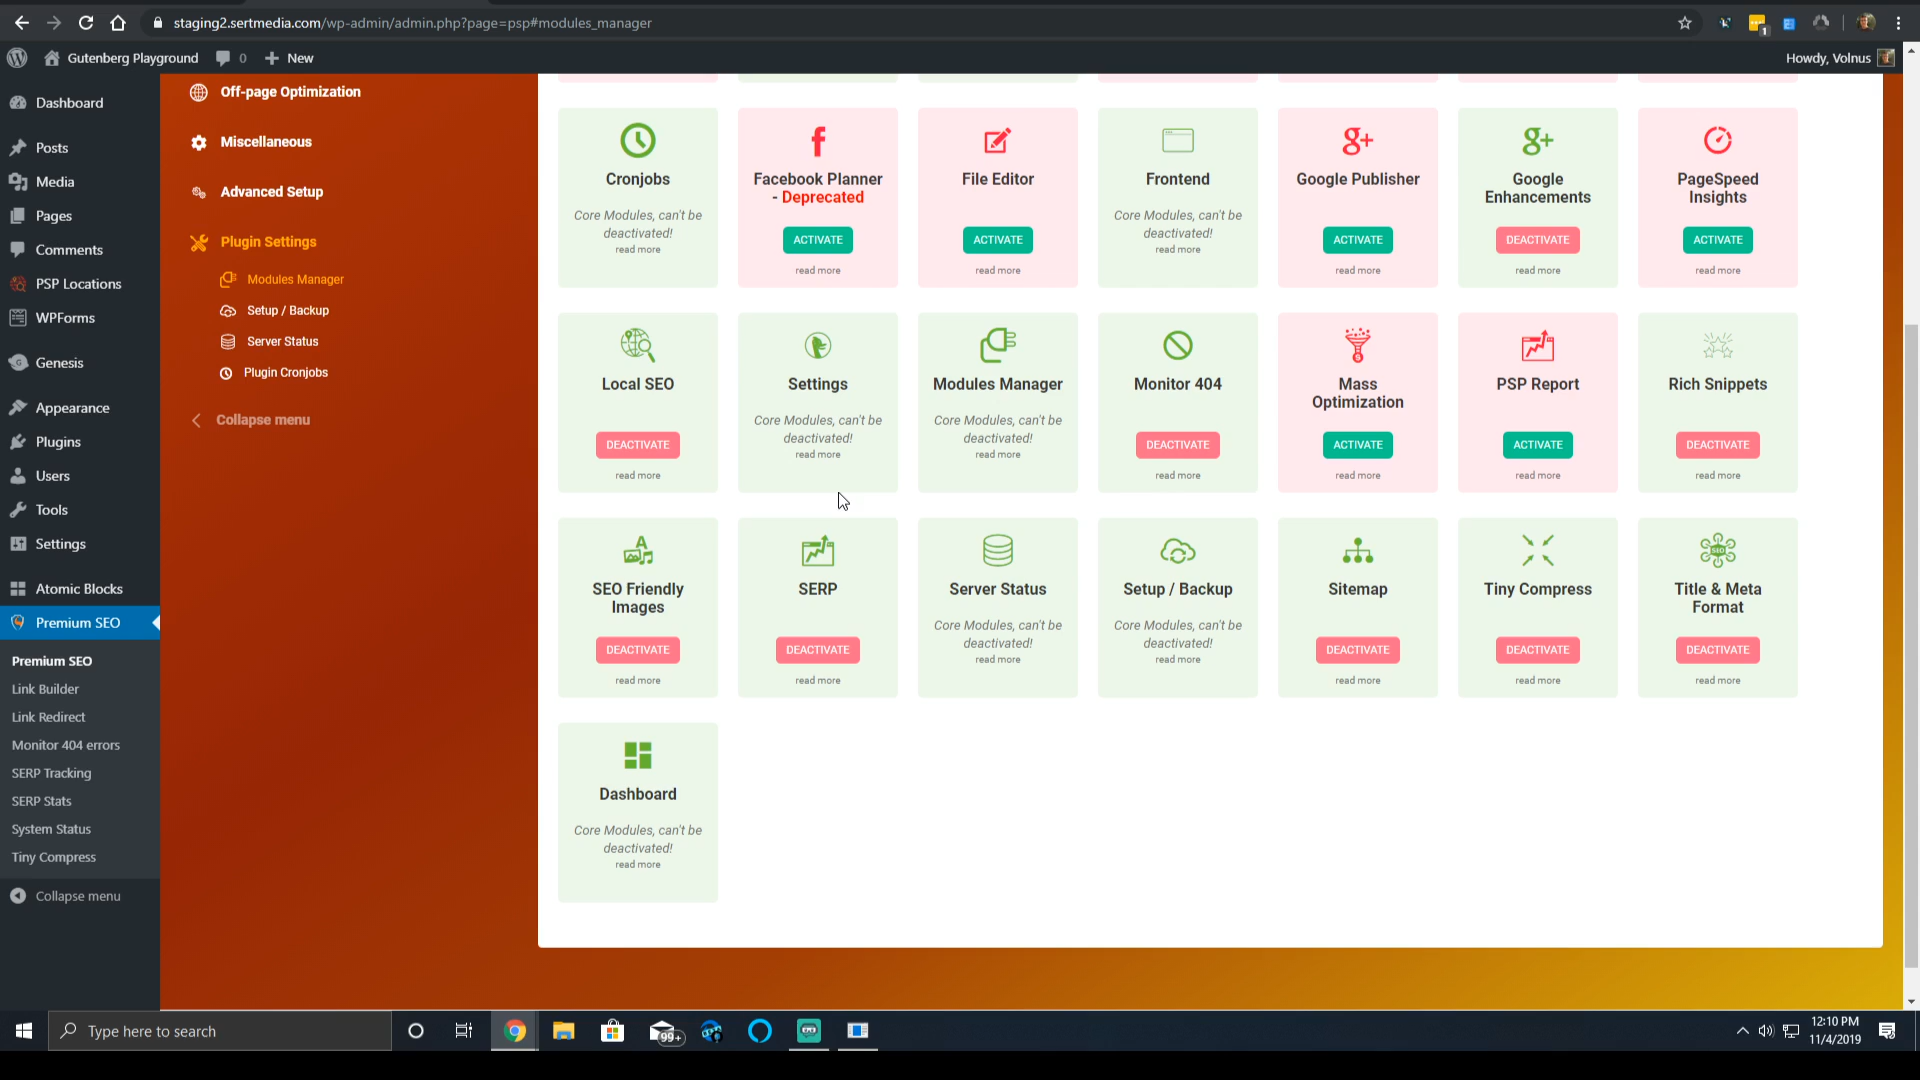 staging2.sertmedia.com/wp-admin/admin.php?page=psp#modules_manager
1
Gutenberg Playground
0
New
Howdy, Volnus
Dashboard
Posts
Media
Pages
Comments
PSP Locations
WPForms
Genesis
Appearance
Plugins
Users
Tools
Settings
Atomic Blocks
Premium SEO
Premium SEO
Link Builder
Link Redirect
Monitor 404 errors
SERP Tracking
SERP Stats
System Status
Tiny Compress
Collapse menu
Off-page Optimization
Miscellaneous
Advanced Setup
Plugin Settings
Modules Manager
Setup / Backup
Server Status
Plugin Cronjobs
Collapse menu
Cronjobs
Core Modules, can't be
deactivated!
read more
Facebook Planner
- Deprecated
ACTIVATE
read more
File Editor
ACTIVATE
read more
Frontend
Core Modules, can't be
deactivated!
read more
g+
Google Publisher
ACTIVATE
read more
g+
Google
Enhancements
DEACTIVATE
read more
PageSpeed
Insights
ACTIVATE
read more
Local SEO
DEACTIVATE
read more
Settings
Core Modules, can't be
deactivated!
read more
Modules Manager
Core Modules, can't be
deactivated!
read more
Monitor 404
DEACTIVATE
read more
Mass
Optimization
ACTIVATE
read more
PSP Report
ACTIVATE
read more
Rich Snippets
DEACTIVATE
read more
SEO Friendly
Images
DEACTIVATE
read more
SERP
DEACTIVATE
read more
Server Status
Core Modules, can't be
deactivated!
read more
Setup / Backup
Core Modules, can't be
deactivated!
read more
Sitemap
DEACTIVATE
read more
Tiny Compress
DEACTIVATE
read more
SEO
Title & Meta
Format
DEACTIVATE
read more
Dashboard
Core Modules, can't be
deactivated!
read more
Type here to search
99+
12:10 PM
11/4/2019